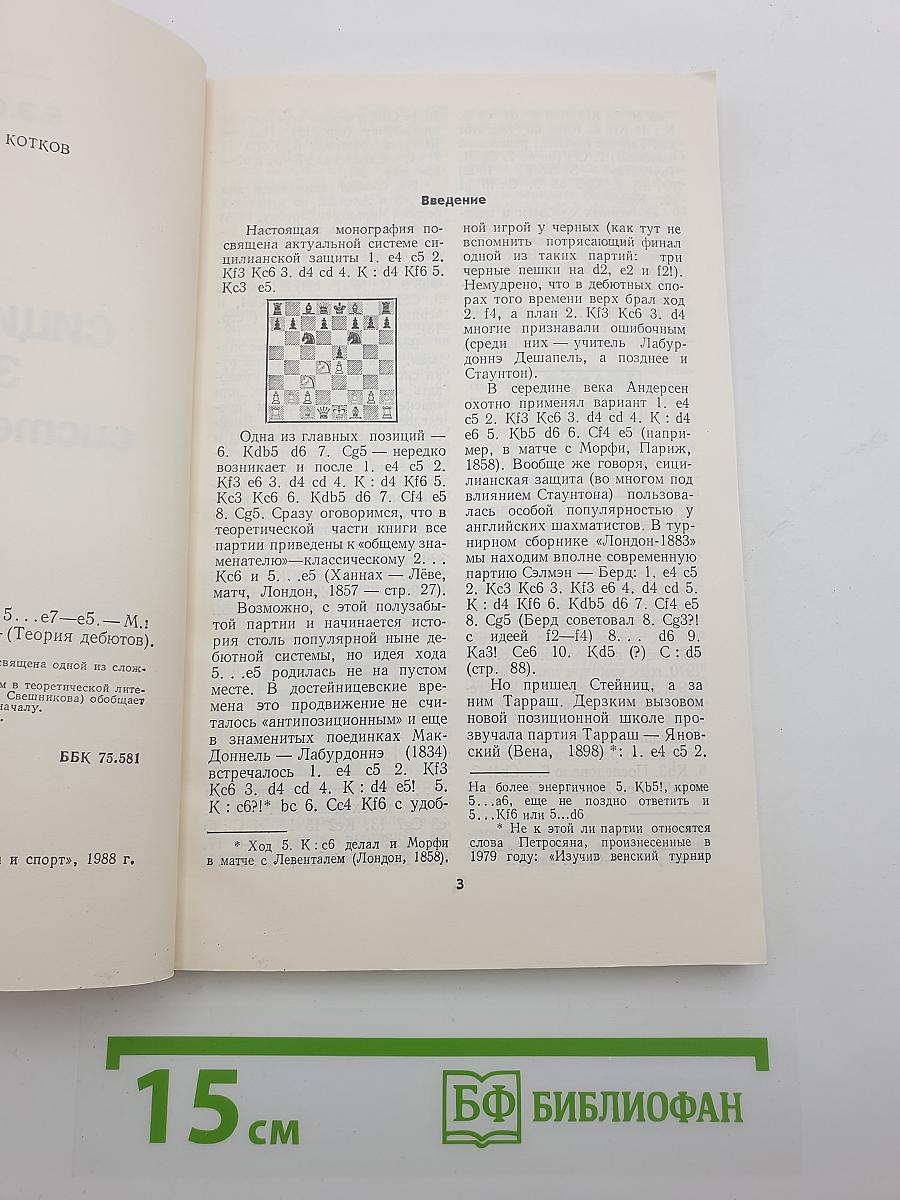 КОТКОВ
5...е7—е5.— М.:
(Теория дебютов).
священа одной из слож-
м в теоретической лите-
Свешникова) обобщает
началу.
ББК 75.581
и спорт», 1988 г.
Введение
Настоящая монография по-
священа актуальной системе си-
цилианской защиты 1. e4 c5 2.
Kf3 Kc6 3. d4 cd 4. K : d4 Kf6 5.
Kc3 e5.
Одна из главных позиций —
6. Kdb5 d6 7. Cg5 — нередко
возникает и после 1. e4 c5 2.
Kf3 e6 3. d4 cd 4. K : d4 Kf6 5.
Kc3 Kc6 6. Kdb5 d6 7. Cf4 e5
8. Cg5. Сразу оговоримся, что в
теоретической части книги все
партии приведены к «общему зна-
менателю»—классическому 2. . .
Kc6 и 5. . .e5 (Ханнах — Лёве,
матч, Лондон, 1857 — стр. 27).
Возможно, с этой полузабы-
той партии и начинается исто-
рия столь популярной ныне де-
бютной системы, но идея хода
5. . .e5 родилась не на пустом
месте. В достейницевские вре-
мена это продвижение не счи-
талось «антипозиционным» и еще
в знаменитых поединках Мак-
Доннель — Лабурдоннэ (1834)
встречалось 1. e4 c5 2. Kf3
Kc6 3. d4 cd 4. K : d4 e5! 5.
K : c6?!* bc 6. Cc4 Kf6 с удоб-
* Ход 5. K : c6 делал и Морфи
в матче с Левенталем (Лондон, 1858).
ной игрой у черных (как тут не
вспомнить потрясающий финал
одной из таких партий: три
черные пешки на d2, e2 и f2!).
Немудрено, что в дебютных спо-
рах того времени верх брал ход
2. f4, а план 2. Kf3 Kc6 3. d4
многие признавали ошибочным
(среди них — учитель Лабур-
доннэ Дешапель, а позднее и
Стаунтон).
В середине века Андерсен
охотно применял вариант 1. e4
c5 2. Kf3 Kc6 3. d4 cd 4. K : d4
e6 5. Kb5 d6 6. Cf4 e5 (напри-
мер, в матче с Морфи, Париж,
1858). Вообще же говоря, сици-
лианская защита (во многом под
влиянием Стаунтона) пользова-
лась особой популярностью у
английских шахматистов. В тур-
нирном сборнике «Лондон-1883»
мы находим вполне современную
партию Сэлмэн — Берд: 1. e4 c5
2. Kc3 Kc6 3. Kf3 e6 4. d4 cd 5.
K : d4 Kf6 6. Kdb5 d6 7. Cf4 e5
8. Cg5 (Берд советовал 8. Cg3?!
с идеей f2—f4) 8. . . d6 9.
Ka3! Ce6 10. Kd5 (?) C : d5
(стр. 88).
Но пришел Стейниц, а за
ним Тарраш. Дерзким вызовом
новой позиционной школе про-
звучала партия Тарраш — Янов-
ский (Вена, 1898) *: 1. e4 c5 2.
На более энергичное 5. Kb5!, кроме
5...a6, еще не поздно ответить и
5...Kf6 или 5...d6
* Не к этой ли партии относятся
слова Петросяна, произнесенные в
1979 году: «Изучив венский турнир
3
15 см
БФ БИБЛИОФАН